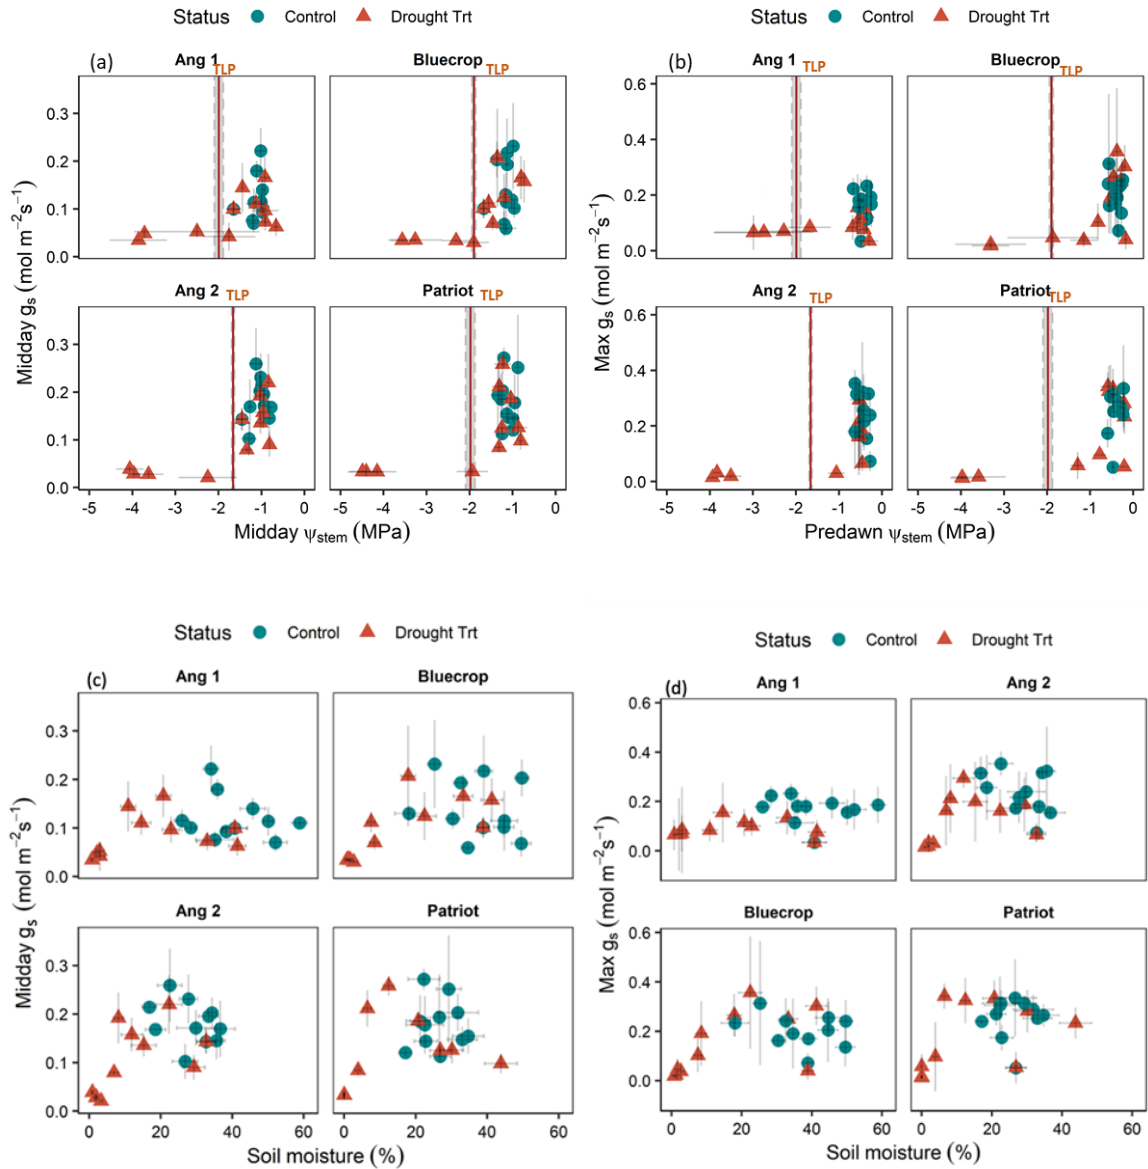 Status Control Drought Trt
(a) Ang 1 Bluecrop
TLP TLP
0.3
0.2
0.1
0.0
Ang 2 TLP Patriot TLP
0.3
0.2
0.1
0.0
-5 -4 -3 -2 -1 0 -5 -4 -3 -2 -1 0
Midday gs (mol m−2s−1)
Midday ψstem (MPa)
Status Control Drought Trt
(b) Ang 1 Bluecrop
TLP TLP
0.6
0.4
0.2
0.0
Ang 2 TLP Patriot TLP
0.6
0.4
0.2
0.0
-5 -4 -3 -2 -1 0 -5 -4 -3 -2 -1 0
Max gs (mol m−2s−1)
Predawn ψstem (MPa)
Status Control Drought Trt
(c) Ang 1 Bluecrop
0.3
0.2
0.1
0.0
Ang 2 Patriot
0.3
0.2
0.1
0.0
0 20 40 60 0 20 40 60
Midday gs (mol m−2s−1)
Soil moisture (%)
Status Control Drought Trt
(d) Ang 1 Ang 2
0.6
0.4
0.2
0.0
Bluecrop Patriot
0.6
0.4
0.2
0.0
0 20 40 60 0 20 40 60
Max gs (mol m−2s−1)
Soil moisture (%)